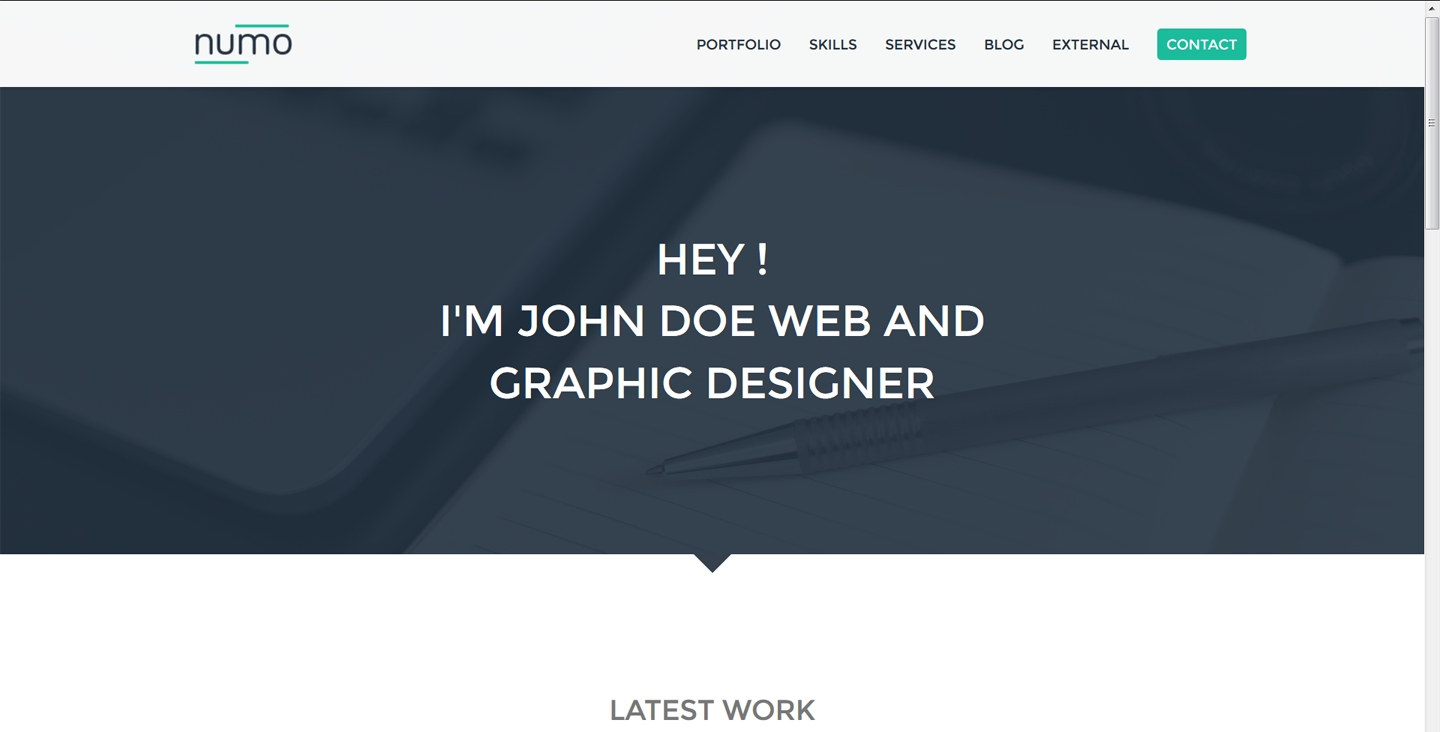 numo
PORTFOLIO SKILLS SERVICES BLOG EXTERNAL CONTACT
HEY !
I'M JOHN DOE WEB AND
GRAPHIC DESIGNER
LATEST WORK